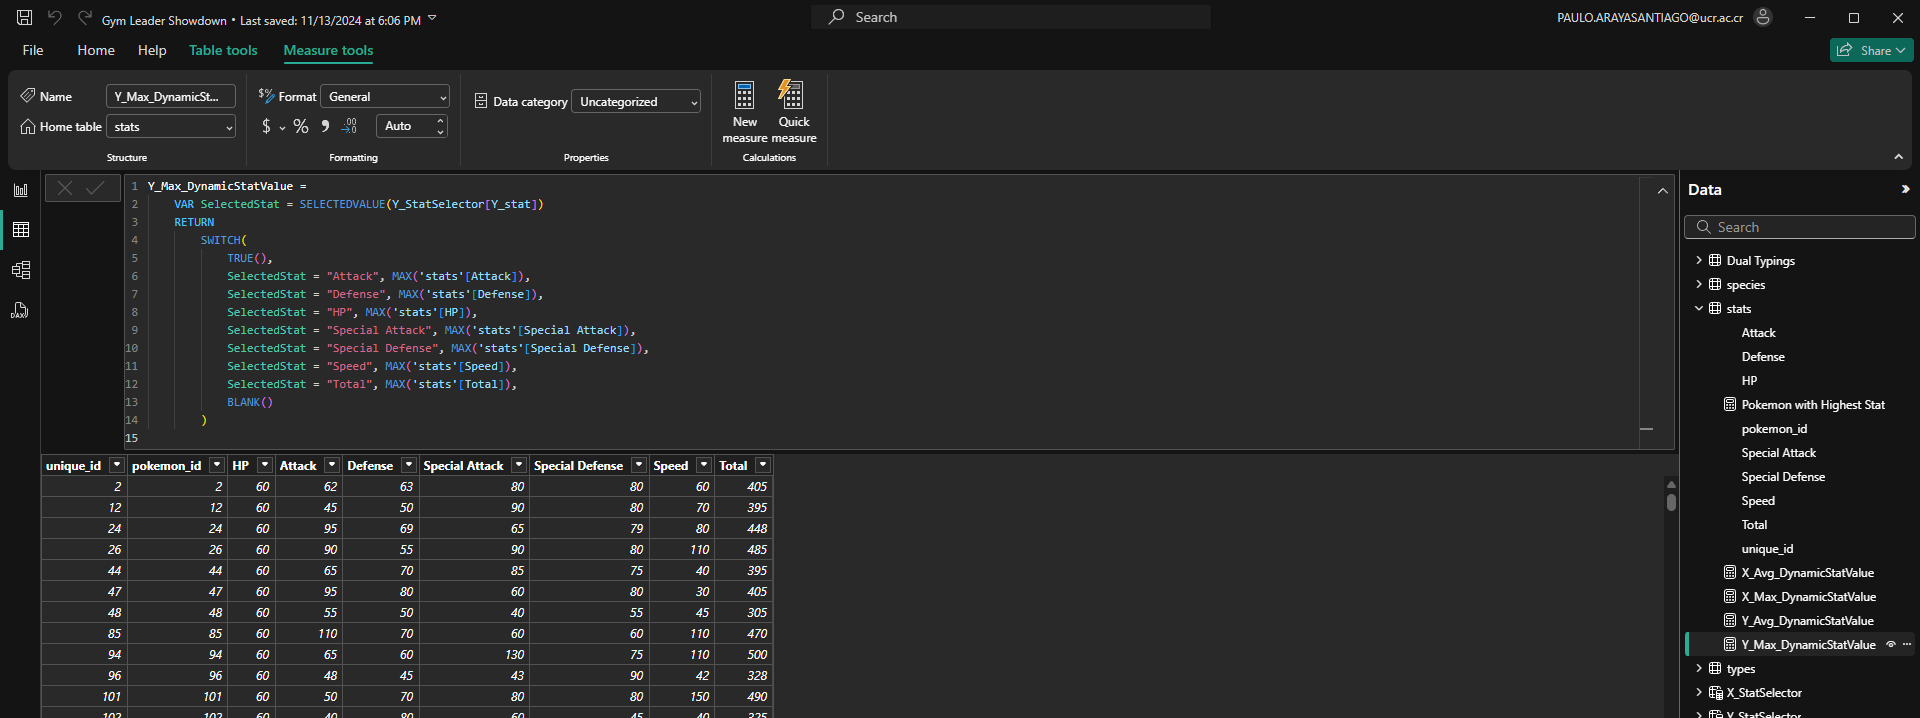 Gym Leader Showdown • Last saved: 11/13/2024 at 6:06 PM
Search
PAULO.ARAYASANTIAGO@ucr.ac.cr
File Home Help Table tools Measure tools
Share
Name Y_Max_DynamicSt...
Home table stats
Structure
Format General
$ % , .00 Auto
Formatting
Data category Uncategorized
Properties
New measure
Quick measure
Calculations
1 Y_Max_DynamicStatValue =
2 VAR SelectedStat = SELECTEDVALUE(Y_StatSelector[Y_stat])
3 RETURN
4 SWITCH(
5 TRUE(),
6 SelectedStat = "Attack", MAX('stats'[Attack]),
7 SelectedStat = "Defense", MAX('stats'[Defense]),
8 SelectedStat = "HP", MAX('stats'[HP]),
9 SelectedStat = "Special Attack", MAX('stats'[Special Attack]),
10 SelectedStat = "Special Defense", MAX('stats'[Special Defense]),
11 SelectedStat = "Speed", MAX('stats'[Speed]),
12 SelectedStat = "Total", MAX('stats'[Total]),
13 BLANK()
14 )
15
unique_id pokemon_id HP Attack Defense Special Attack Special Defense Speed Total
2 2 60 62 63 80 80 60 405
12 12 60 45 50 90 80 70 395
24 24 60 95 69 65 79 80 448
26 26 60 90 55 90 80 110 485
44 44 60 65 70 85 75 40 395
47 47 60 95 80 60 80 30 405
48 48 60 55 50 40 55 45 305
85 85 60 110 70 60 60 110 470
94 94 60 65 60 130 75 110 500
96 96 60 48 45 43 90 42 328
101 101 60 50 70 80 80 150 490
102 102 60 40 80 60 45 40 325
Data
Search
Dual Typings
species
stats
Attack
Defense
HP
Pokemon with Highest Stat
pokemon_id
Special Attack
Special Defense
Speed
Total
unique_id
X_Avg_DynamicStatValue
X_Max_DynamicStatValue
Y_Avg_DynamicStatValue
Y_Max_DynamicStatValue
types
X_StatSelector
Y_StatSelector